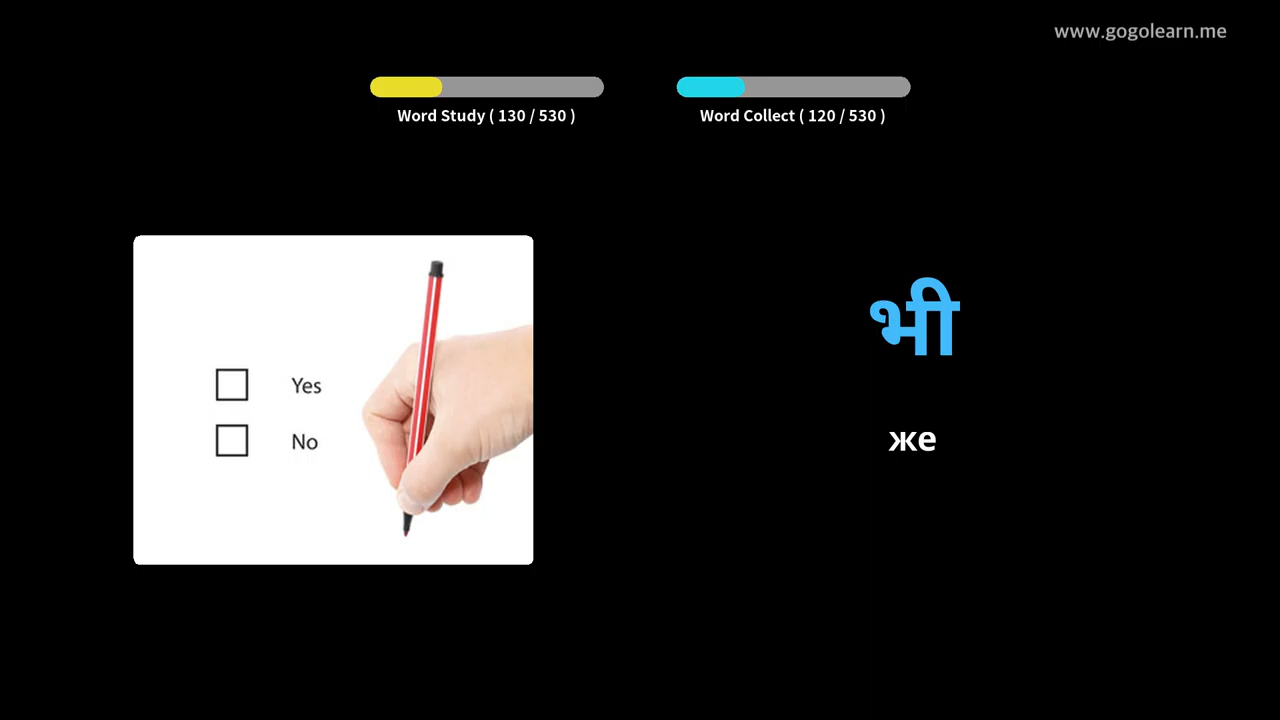 www.gogolearn.me
Word Study ( 130 / 530 )
Word Collect ( 120 / 530 )
Yes
No
भी
же